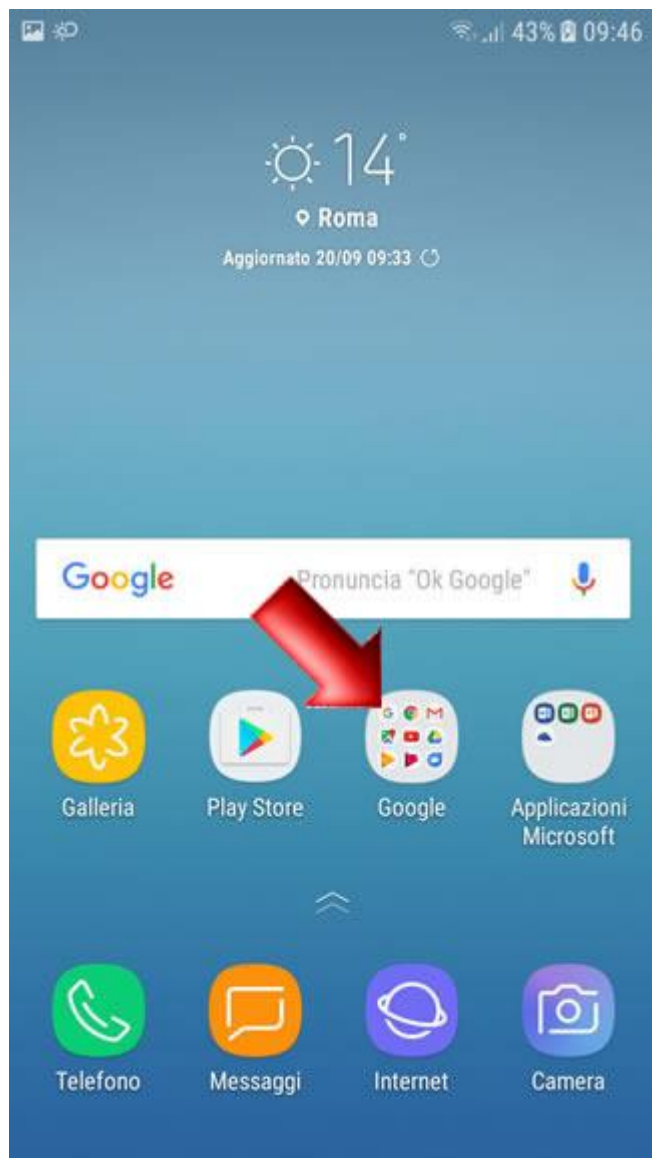 43% 09:46
14°
Roma
Aggiornato 20/09 09:33
Google Pronuncia "Ok Google"
Galleria Play Store Google Applicazioni Microsoft
Telefono Messaggi Internet Camera